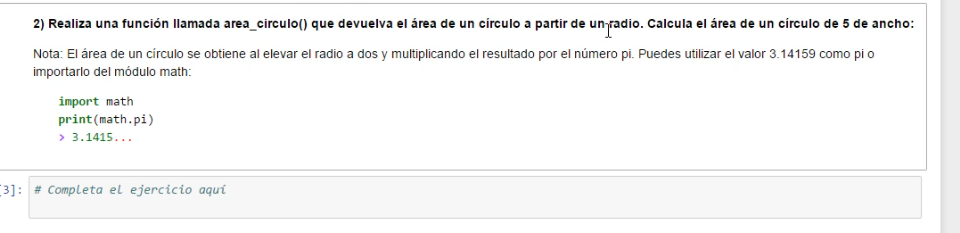 2) Realiza una función llamada area_circulo() que devuelva el área de un círculo a partir de un radio. Calcula el área de un círculo de 5 de ancho:
Nota: El área de un círculo se obtiene al elevar el radio a dos y multiplicando el resultado por el número pi. Puedes utilizar el valor 3.14159 como pi o
importarlo del módulo math:
import math
print(math.pi)
> 3.1415...
[3]: # Completa el ejercicio aquí